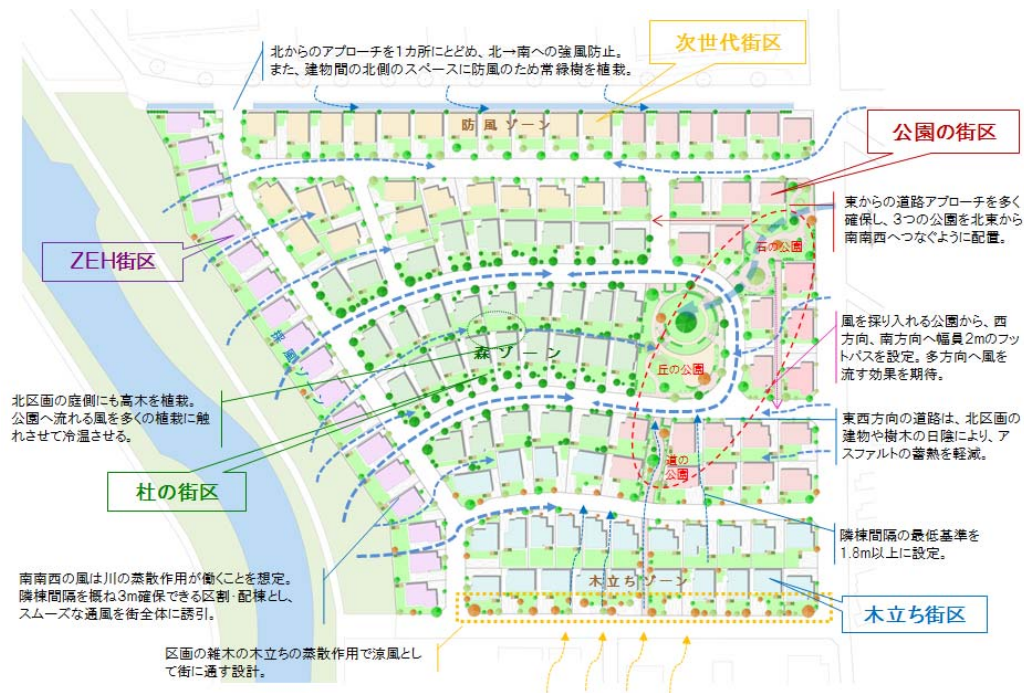 北からのアプローチを1カ所にとどめ、北→南への強風防止。
また、建物間の北側のスペースに防風のため常緑樹を植栽。
次世代街区
防風ゾーン
公園の街区
東からの道路アプローチを多く
確保し、3つの公園を北東から
南南西へつなぐように配置。
石の公園
ZEH街区
採風ゾーン
風を採り入れる公園から、西
方向、南方向へ幅員2mのフッ
トパスを設定。多方向へ風を
流す効果を期待。
森ゾーン
丘の公園
北区画の庭側にも高木を植栽。
公園へ流れる風を多くの植栽に触
れさせて冷温させる。
東西方向の道路は、北区画の
建物や樹木の日陰により、ア
スファルトの蓄熱を軽減。
道の
公園
杜の街区
隣棟間隔の最低基準を
1.8m以上に設定。
南南西の風は川の蒸散作用が働くことを想定。
隣棟間隔を概ね3m確保できる区割・配棟とし、
スムーズな通風を街全体に誘引。
木立ちゾーン
木立ち街区
区画の雑木の木立ちの蒸散作用で涼風とし
て街に通す設計。